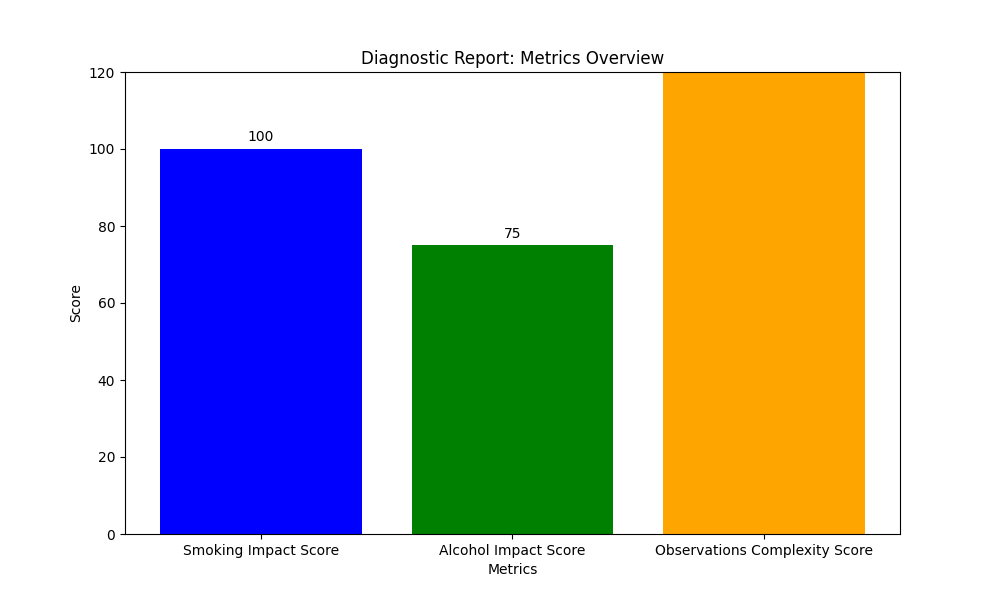 Diagnostic Report: Metrics Overview
120
100
80
60
40
20
0
Score
100
75
Smoking Impact Score
Alcohol Impact Score
Observations Complexity Score
Metrics